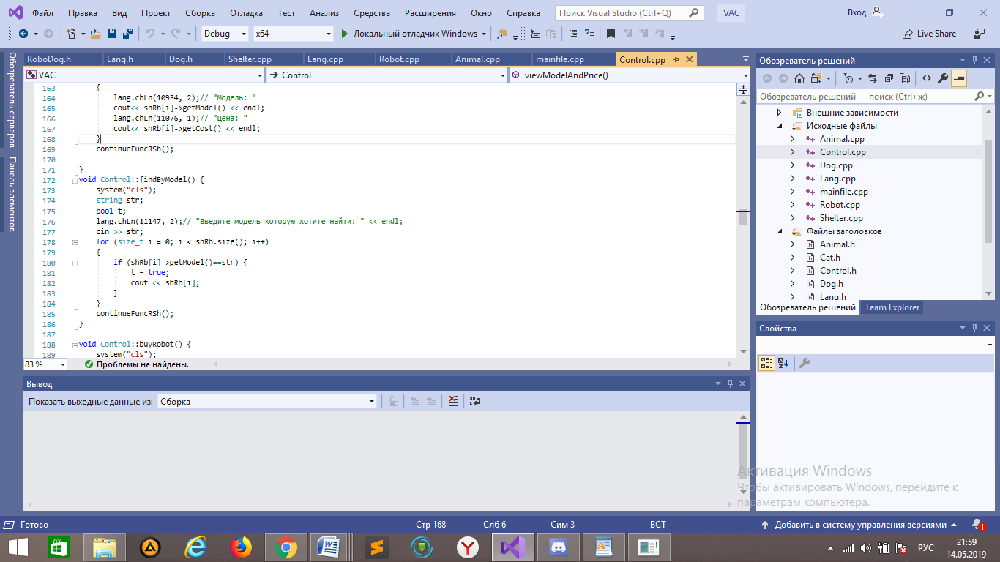 Файл Правка Вид Проект Сборка Отладка Тест Анализ Средства Расширения Окно Справка Поиск Visual Studio (Ctrl+Q) VAC Вход
Debug x64 Локальный отладчик Windows Live Share
Обозреватель серверов
Панель элементов
RoboDog.h Lang.h Dog.h Shelter.cpp Lang.cpp Robot.cpp Animal.cpp mainfile.cpp Control.cpp
VAC Control viewModelAndPrice()
163 {
164 lang.chLn(10934, 2);// "Модель: "
165 cout<< shRb[i]->getModel() << endl;
166 lang.chLn(11076, 1);// "Цена: "
167 cout<< shRb[i]->getCost() << endl;
168 }
169 continueFuncRSh();
170
171 }
172 void Control::findByModel() {
173 system("cls");
174 string str;
175 bool t;
176 lang.chLn(11147, 2);// "Введите модель которую хотите найти: " << endl;
177 cin >> str;
178 for (size_t i = 0; i < shRb.size(); i++)
179 {
180 if (shRb[i]->getModel()==str) {
181 t = true;
182 cout << shRb[i];
183 }
184 }
185 continueFuncRSh();
186 }
187
188 void Control::buyRobot() {
189 system("cls");
83 % Проблемы не найдены.
Вывод
Показать выходные данные из: Сборка
Обозреватель решений
Обозреватель решений — поиск (Ctrl+ж)
Внешние зависимости
Исходные файлы
Animal.cpp
Control.cpp
Dog.cpp
Lang.cpp
mainfile.cpp
Robot.cpp
Shelter.cpp
Файлы заголовков
Animal.h
Cat.h
Control.h
Dog.h
Lang.h
Обозреватель решений Team Explorer
Свойства
Активация Windows
Чтобы активировать Windows, перейдите к
параметрам компьютера.
Готово Стр 168 Слб 6 Сим 3 ВСТ Добавить в систему управления версиями 1
РУС 21:59
14.05.2019